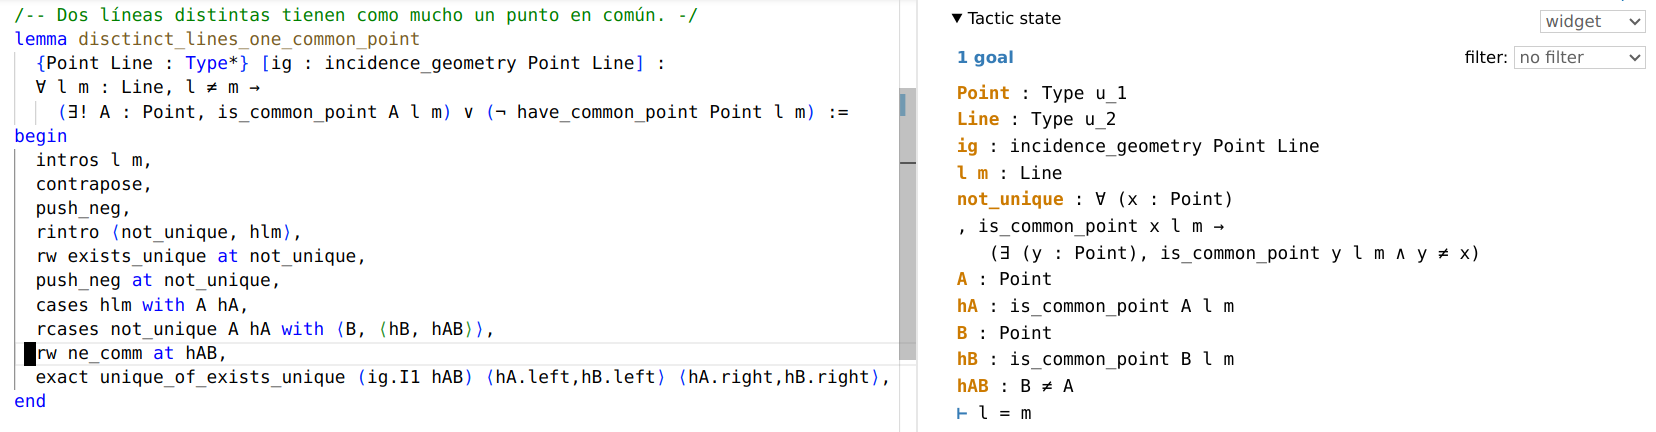 /-- Dos líneas distintas tienen como mucho un punto en común. -/
lemma disctinct_lines_one_common_point
{Point Line : Type*} [ig : incidence_geometry Point Line] :
∀ l m : Line, l ≠ m →
(∃! A : Point, is_common_point A l m) ∨ (¬ have_common_point Point l m) :=
begin
intros l m,
contrapose,
push_neg,
rintro ⟨not_unique, hlm⟩,
rw exists_unique at not_unique,
push_neg at not_unique,
cases hlm with A hA,
rcases not_unique A hA with ⟨B, ⟨hB, hAB⟩⟩,
rw ne_comm at hAB,
exact unique_of_exists_unique (ig.I1 hAB) ⟨hA.left,hB.left⟩ ⟨hA.right,hB.right⟩,
end
▼ Tactic state
widget
1 goal
filter: no filter
Point : Type u_1
Line : Type u_2
ig : incidence_geometry Point Line
l m : Line
not_unique : ∀ (x : Point)
, is_common_point x l m →
(∃ (y : Point), is_common_point y l m ∧ y ≠ x)
A : Point
hA : is_common_point A l m
B : Point
hB : is_common_point B l m
hAB : B ≠ A
⊢ l = m